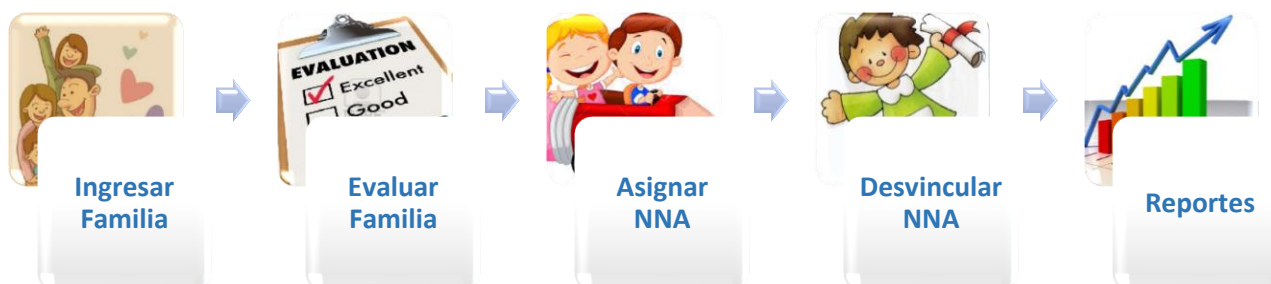 EVALUATION
Excellent
Good
Ingresar
Familia
Evaluar
Familia
Asignar
NNA
Desvincular
NNA
Reportes